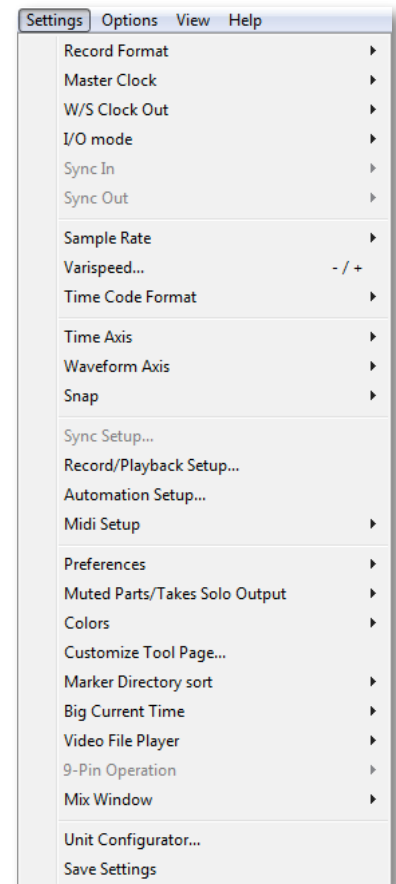 Settings Options View Help
Record Format
Master Clock
W/S Clock Out
I/O mode
Sync In
Sync Out
Sample Rate
Varispeed... - / +
Time Code Format
Time Axis
Waveform Axis
Snap
Sync Setup...
Record/Playback Setup...
Automation Setup...
Midi Setup
Preferences
Muted Parts/Takes Solo Output
Colors
Customize Tool Page...
Marker Directory sort
Big Current Time
Video File Player
9-Pin Operation
Mix Window
Unit Configurator...
Save Settings